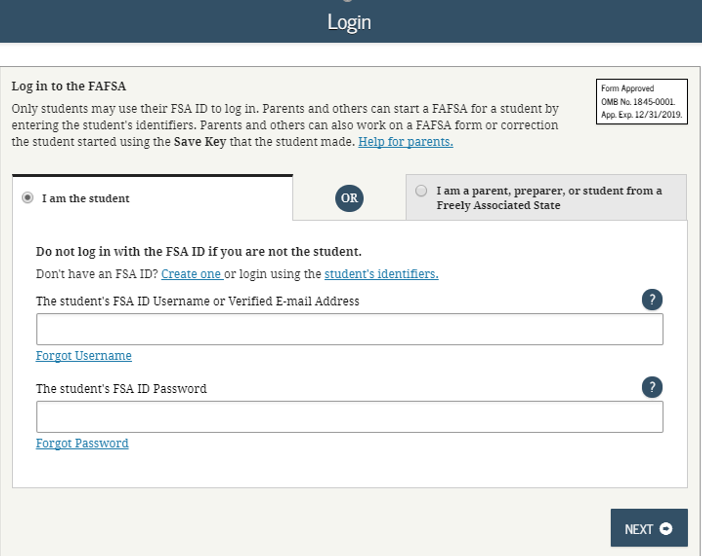 Login
Log in to the FAFSA
Only students may use their FSA ID to log in. Parents and others can start a FAFSA for a student by
entering the student's identifiers. Parents and others can also work on a FAFSA form or correction
the student started using the Save Key that the student made. Help for parents.
Form Approved
OMB No. 1845-0001.
App. Exp. 12/31/2019.
I am the student
OR
I am a parent, preparer, or student from a
Freely Associated State
Do not log in with the FSA ID if you are not the student.
Don't have an FSA ID? Create one or login using the student's identifiers.
The student's FSA ID Username or Verified E-mail Address
?
Forgot Username
The student's FSA ID Password
?
Forgot Password
NEXT